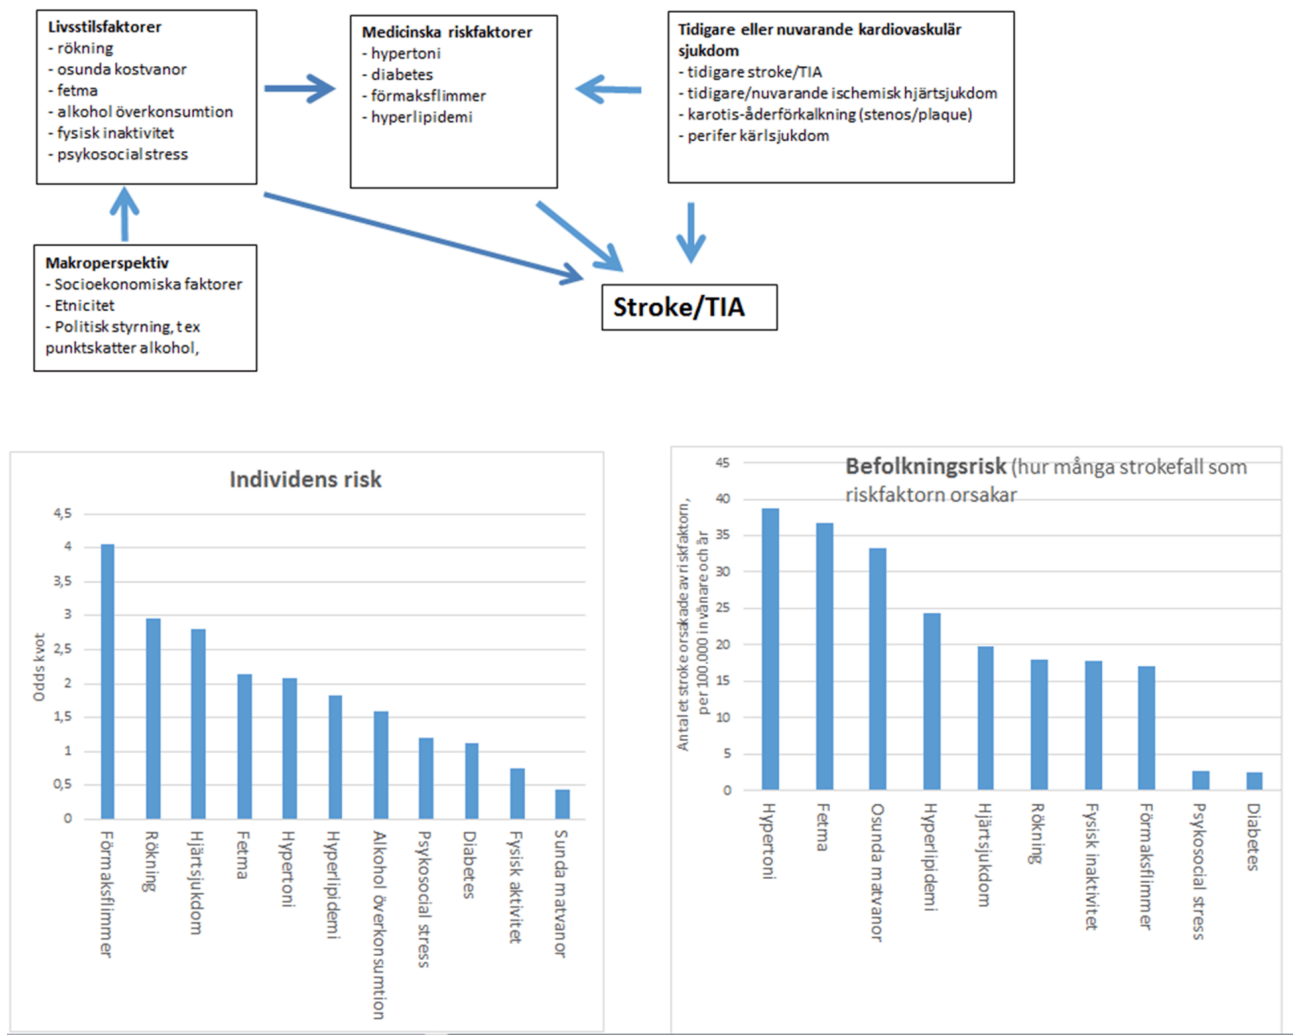 Livsstilsfaktorer
- rökning
- osunda kostvanor
- fetma
- alkohol överkonsumtion
- fysisk inaktivitet
- psykosocial stress
Medicinska riskfaktorer
- hypertoni
- diabetes
- förmaksflimmer
- hyperlipidemi
Tidigare eller nuvarande kardiovaskulär
sjukdom
- tidigare stroke/TIA
- tidigare/nuvarande ischemisk hjärtsjukdom
- karotis-åderförkalkning (stenos/plaque)
- perifer kärlsjukdom
Makroperspektiv
- Socioekonomiska faktorer
- Etnicitet
- Politisk styrning, tex
punktskatter alkohol,
Stroke/TIA
Individens risk
Odds kvot
4,5
4
3,5
3
2,5
2
1,5
1
0,5
0
Förmaksflimmer
Rökning
Hjärtsjukdom
Fetma
Hypertoni
Hyperlipidemi
Alkohol överkonsumtion
Psykosocial stress
Diabetes
Fysisk aktivitet
Sunda matvanor
Befolkningsrisk (hur många strokefall som
riskfaktorn orsakar
Antalet stroke orsakade av riskfaktorn,
per 100.000 invånare och år
45
40
35
30
25
20
15
10
5
0
Hypertoni
Fetma
Osunda matvanor
Hyperlipidemi
Hjärtsjukdom
Rökning
Fysisk inaktivitet
Förmaksflimmer
Psykosocial stress
Diabetes